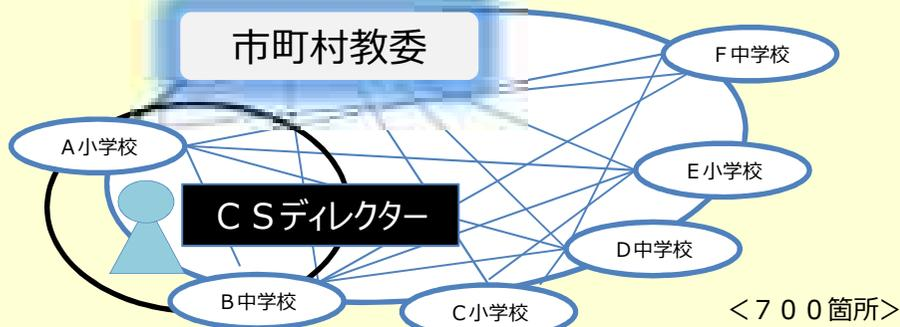 市町村教委
Ｆ中学校
Ａ小学校
Ｅ小学校
ＣＳディレクター
Ｄ中学校
Ｂ中学校
Ｃ小学校
＜７００箇所＞